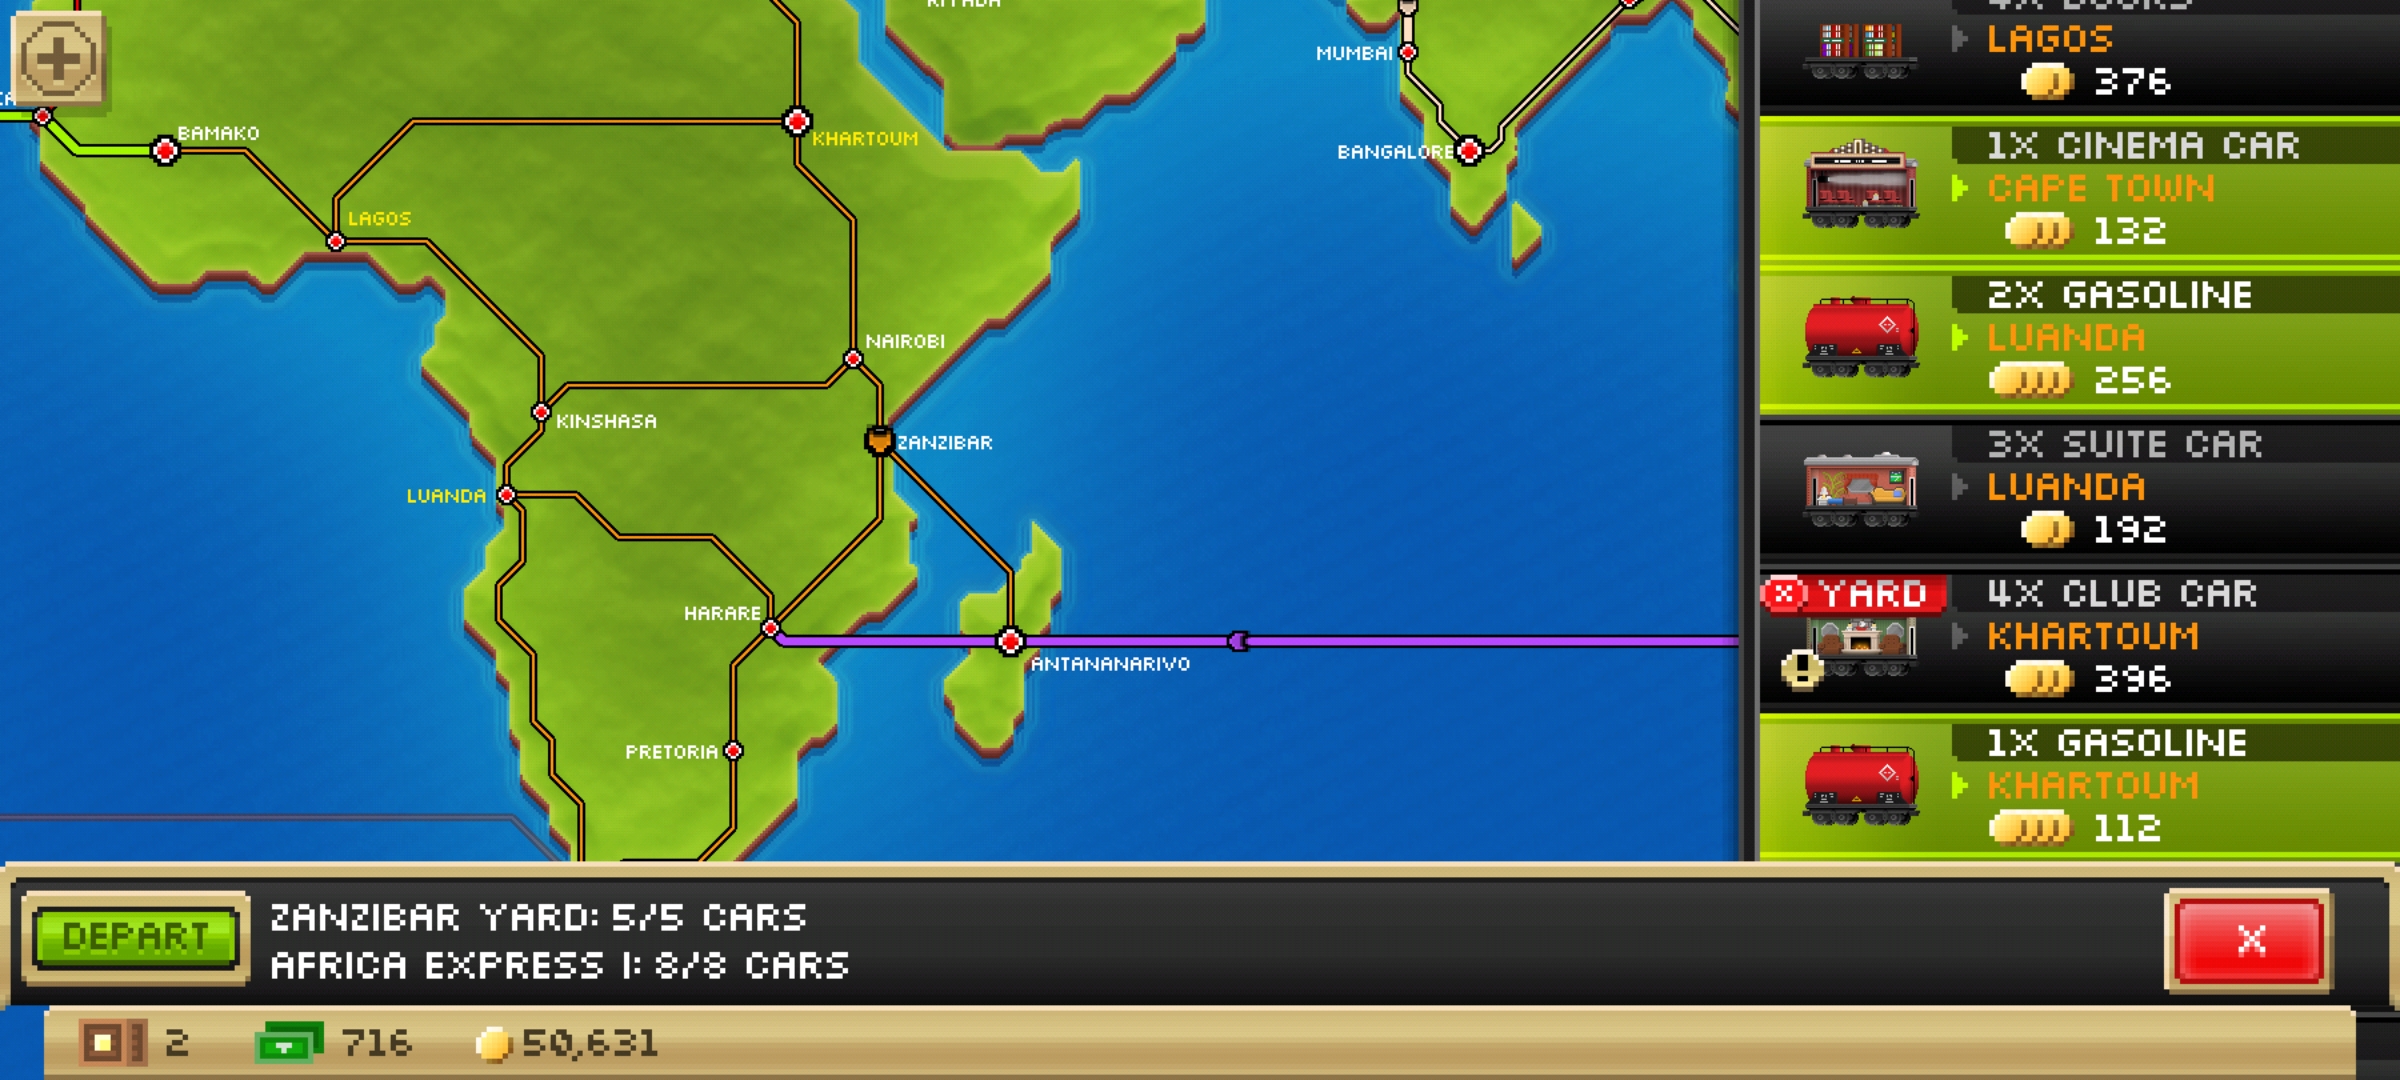 MUMBAI
BAMAKO
KHARTOUM
BANGALORE
LAGOS
NAIROBI
KINSHASA
ZANZIBAR
LUANDA
HARARE
ANTANANARIVO
PRETORIA
LAGOS
376
1X CINEMA CAR
CAPE TOWN
132
2X GASOLINE
LUANDA
256
3X SUITE CAR
LUANDA
192
YARD
4X CLUB CAR
KHARTOUM
396
1X GASOLINE
KHARTOUM
112
DEPART
ZANZIBAR YARD: 5/5 CARS
AFRICA EXPRESS I: 8/8 CARS
X
2
716
50,631